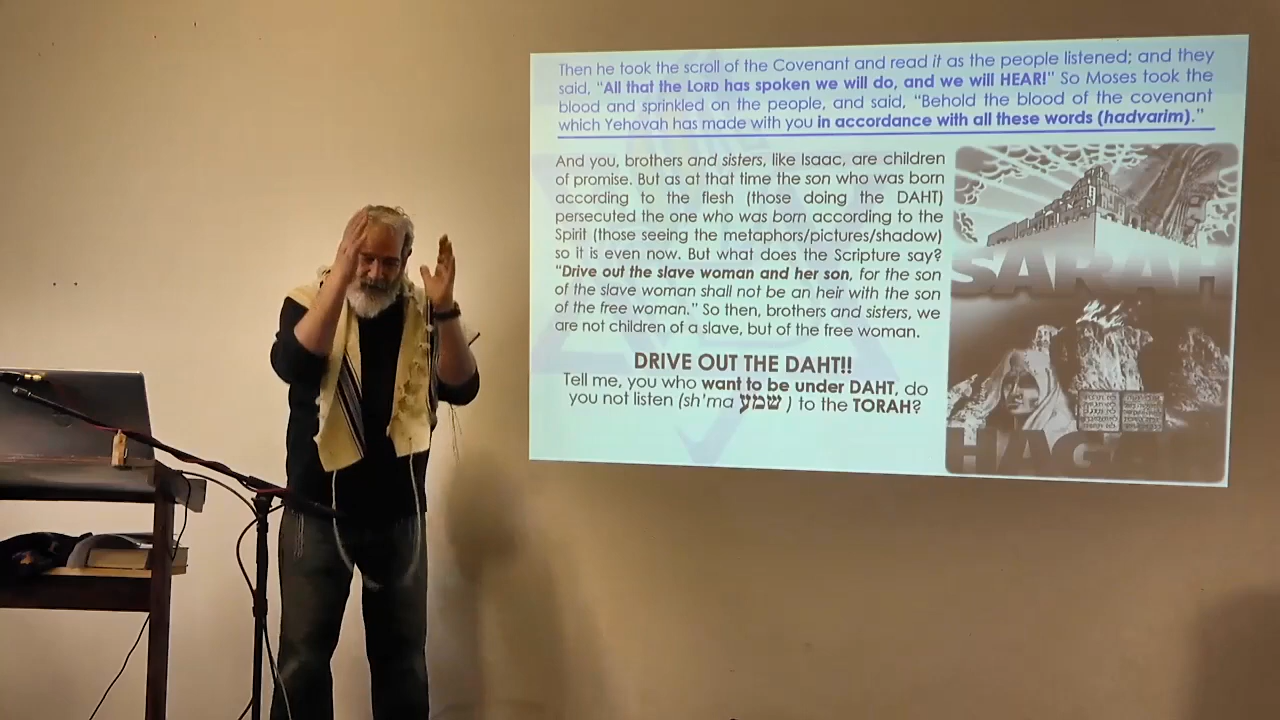 Then he took the scroll of the Covenant and read it as the people listened; and they
said, “All that the LORD has spoken we will do, and we will HEAR!” So Moses took the
blood and sprinkled on the people, and said, “Behold the blood of the covenant
which Yehovah has made with you in accordance with all these words (hadvarim).”
And you, brothers and sisters, like Isaac, are children
of promise. But as at that time the son who was born
according to the flesh (those doing the DAHT)
persecuted the one who was born according to the
Spirit (those seeing the metaphors/pictures/shadow)
so it is even now. But what does the Scripture say?
“Drive out the slave woman and her son, for the son
of the slave woman shall not be an heir with the son
of the free woman.” So then, brothers and sisters, we
are not children of a slave, but of the free woman.
DRIVE OUT THE DAHT!!
Tell me, you who want to be under DAHT, do
you not listen (sh’ma שמע ) to the TORAH?
SARAH
HAGAR